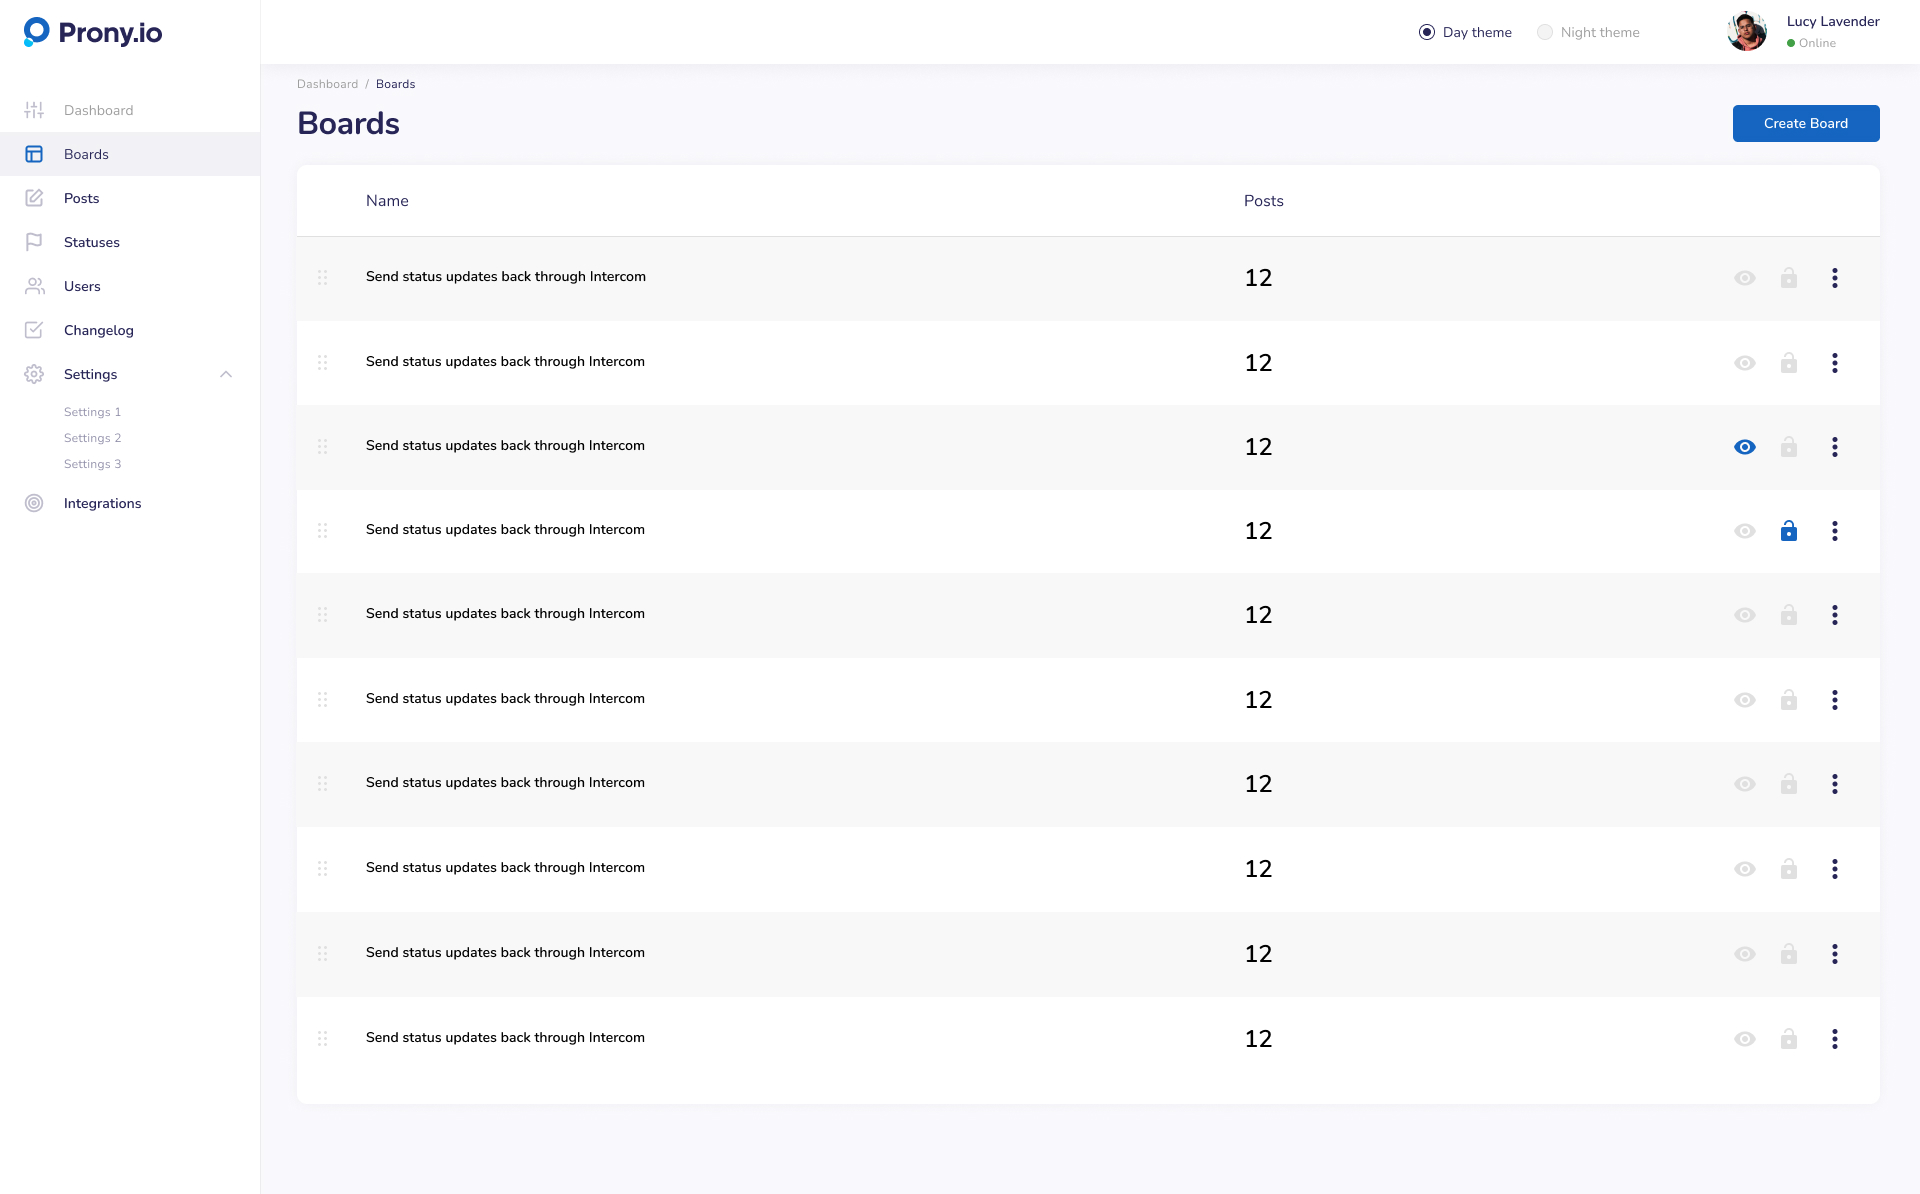 Prony.io
Day theme
Night theme
Lucy Lavender
Online
Dashboard
Boards
Posts
Statuses
Users
Changelog
Settings
Settings 1
Settings 2
Settings 3
Integrations
Dashboard / Boards
Boards
Create Board
Name Posts
Send status updates back through Intercom 12
Send status updates back through Intercom 12
Send status updates back through Intercom 12
Send status updates back through Intercom 12
Send status updates back through Intercom 12
Send status updates back through Intercom 12
Send status updates back through Intercom 12
Send status updates back through Intercom 12
Send status updates back through Intercom 12
Send status updates back through Intercom 12